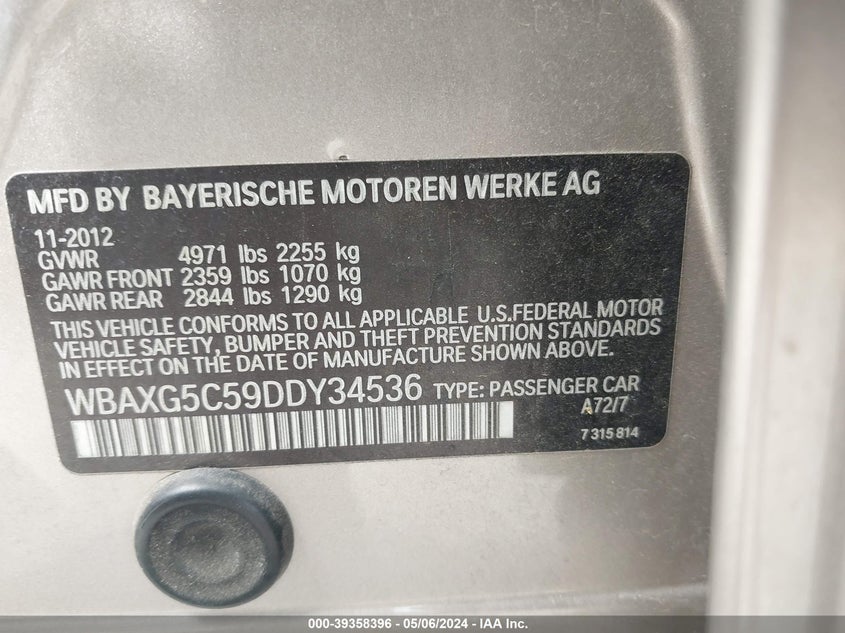 MFD BY BAYERISCHE MOTOREN WERKE AG
11-2012
GVWR 4971 lbs 2255 kg
GAWR FRONT 2359 lbs 1070 kg
GAWR REAR 2844 lbs 1290 kg
THIS VEHICLE CONFORMS TO ALL APPLICABLE U.S.FEDERAL MOTOR
VEHICLE SAFETY, BUMPER AND THEFT PREVENTION STANDARDS
IN EFFECT ON THE DATE OF MANUFACTURE SHOWN ABOVE.
WBAXG5C59DDY34536 TYPE: PASSENGER CAR
A72/7
7 315 814
000-39358396 - 05/06/2024 - IAA Inc.